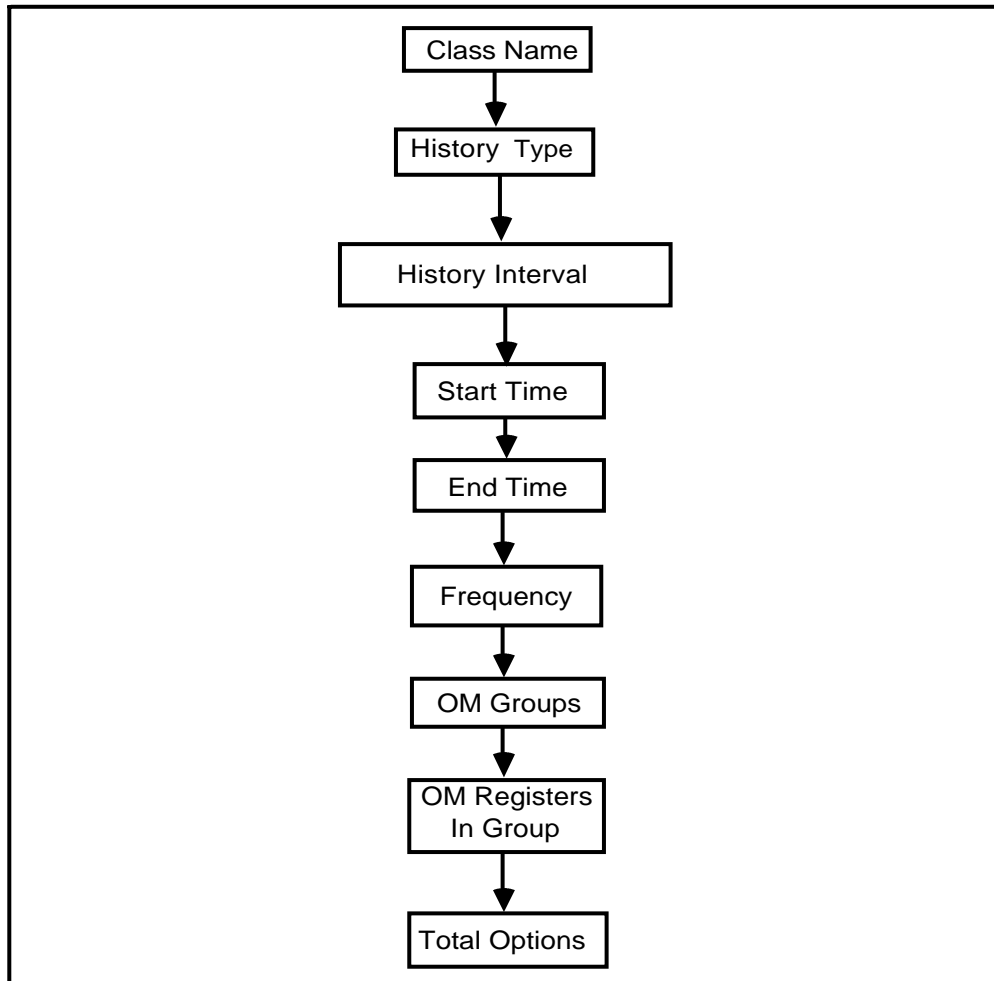 Class Name
History Type
History Interval
Start Time
End Time
Frequency
OM Groups
OM Registers
In Group
Total Options